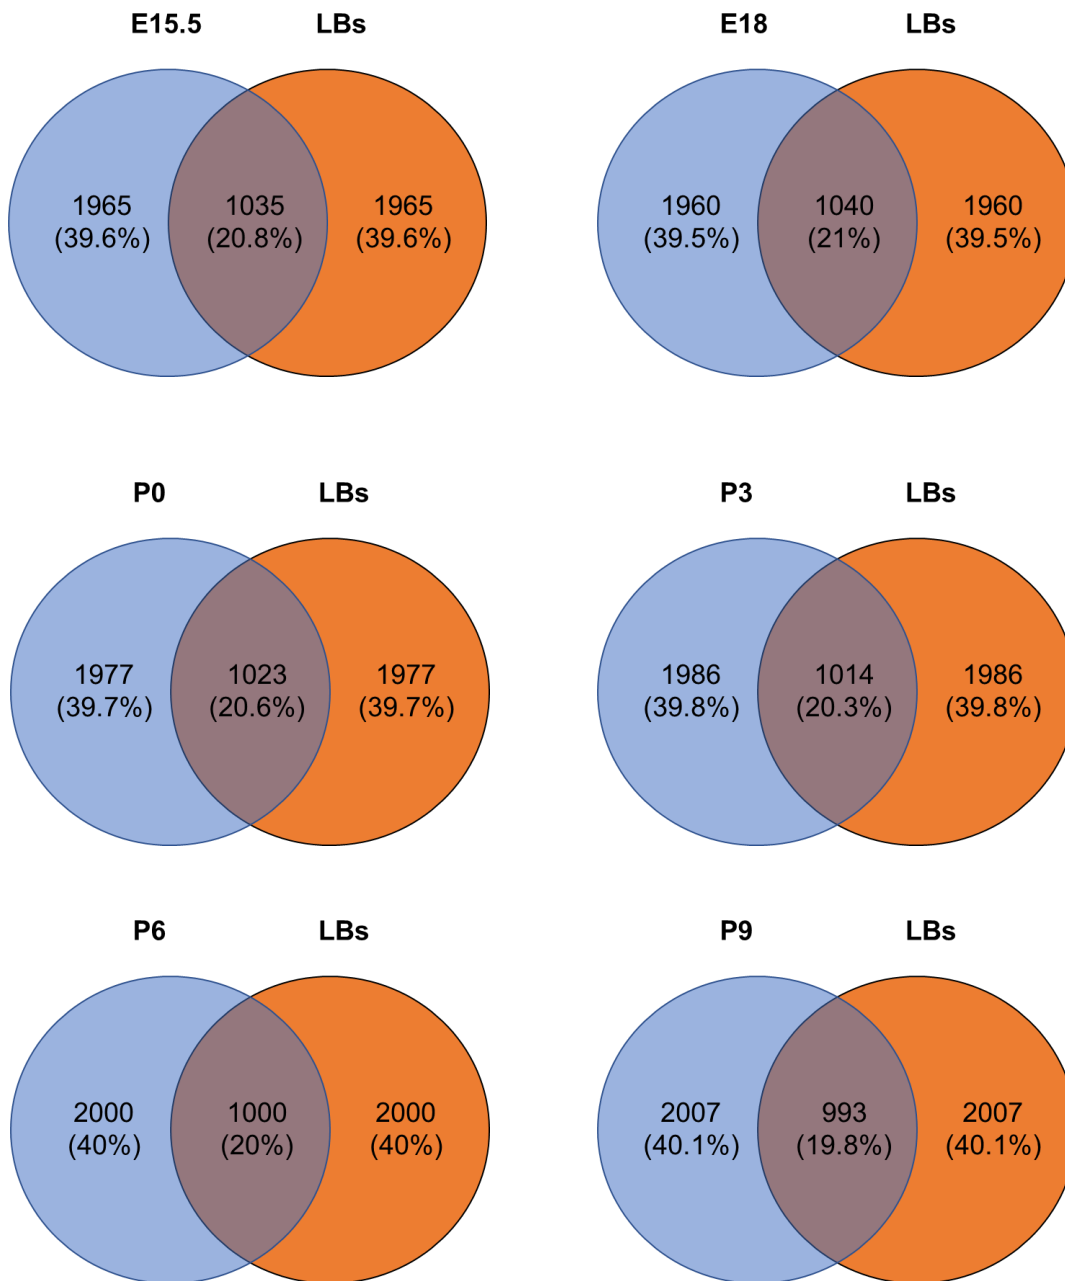 E15.5 LBs
1965 1035 1965
(39.6%) (20.8%) (39.6%)
E18 LBs
1960 1040 1960
(39.5%) (21%) (39.5%)
P0 LBs
1977 1023 1977
(39.7%) (20.6%) (39.7%)
P3 LBs
1986 1014 1986
(39.8%) (20.3%) (39.8%)
P6 LBs
2000 1000 2000
(40%) (20%) (40%)
P9 LBs
2007 993 2007
(40.1%) (19.8%) (40.1%)